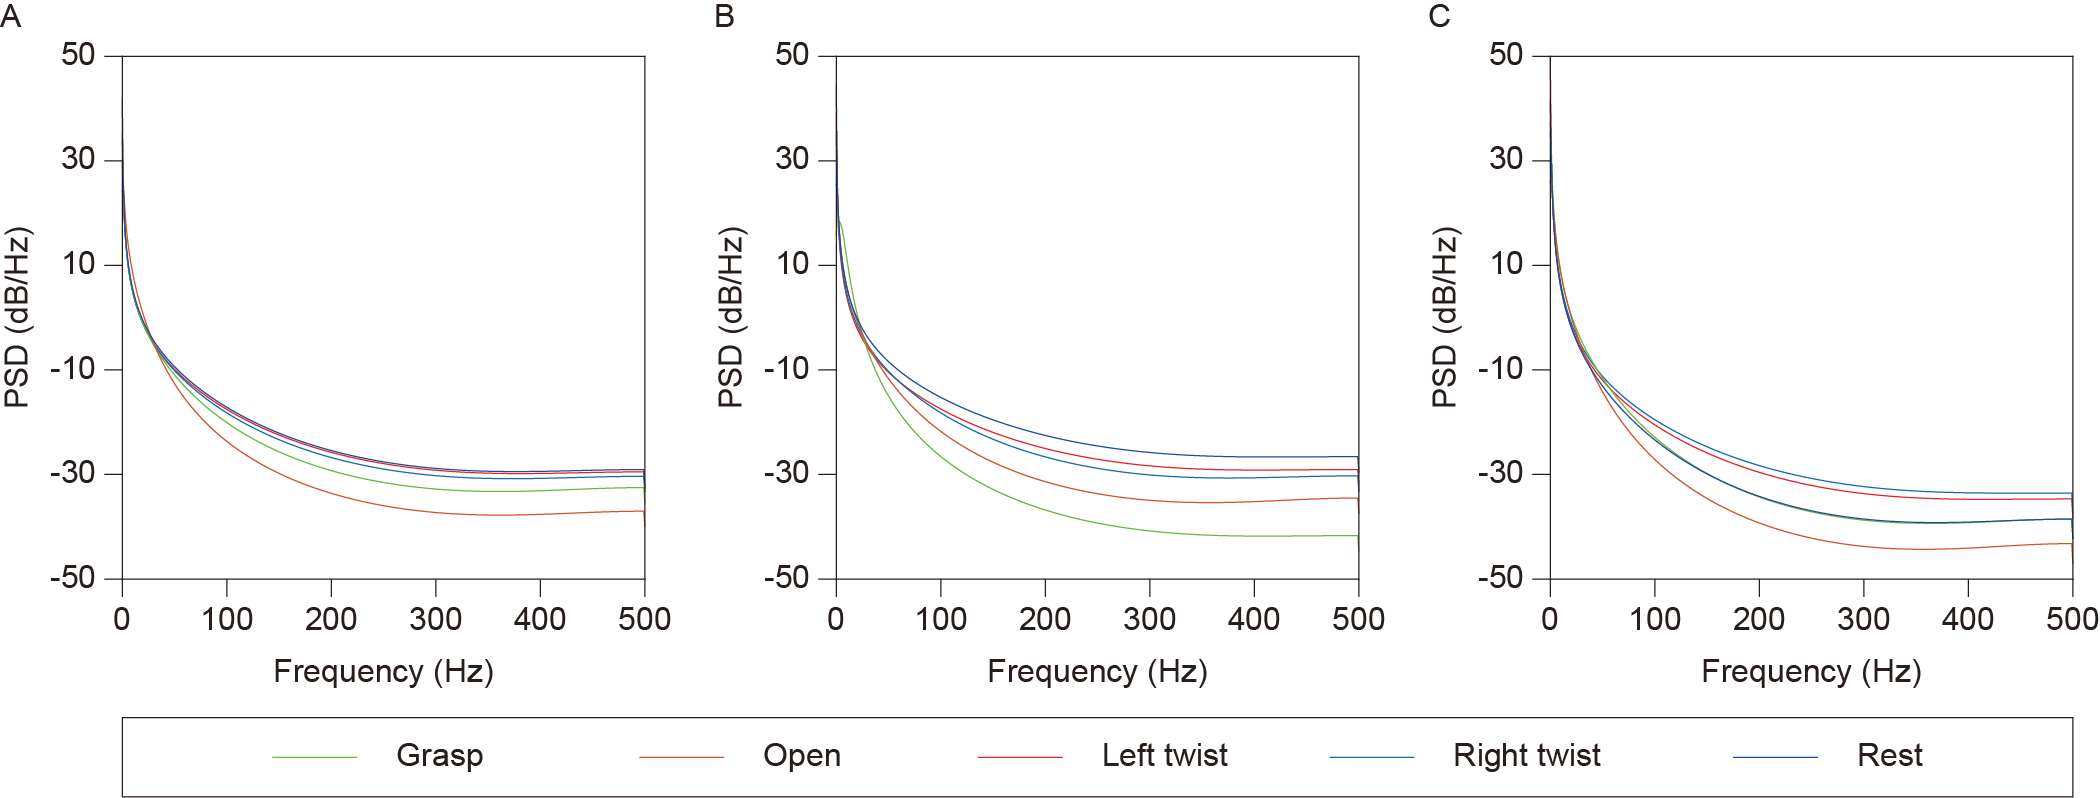 A
B
C
50
30
10
-10
-30
-50
PSD (dB/Hz)
0 100 200 300 400 500
Frequency (Hz)
50
30
10
-10
-30
-50
PSD (dB/Hz)
0 100 200 300 400 500
Frequency (Hz)
50
30
10
-10
-30
-50
PSD (dB/Hz)
0 100 200 300 400 500
Frequency (Hz)
Grasp Open Left twist Right twist Rest